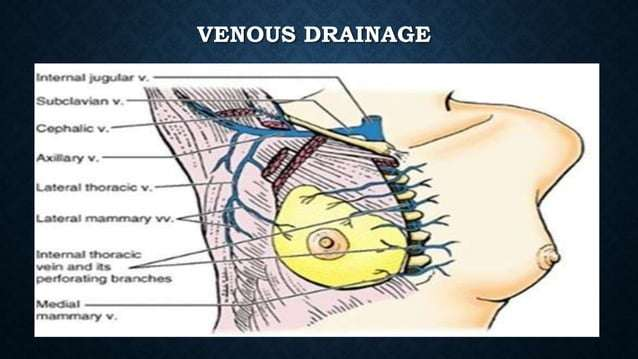 VENOUS DRAINAGE
Internal jugular v.
Subclavian v.
Cephalic v.
Axillary v.
Lateral thoracic v.
Lateral mammary vv.
Internal thoracic
vein and its
perforating branches
Medial
mammary v.